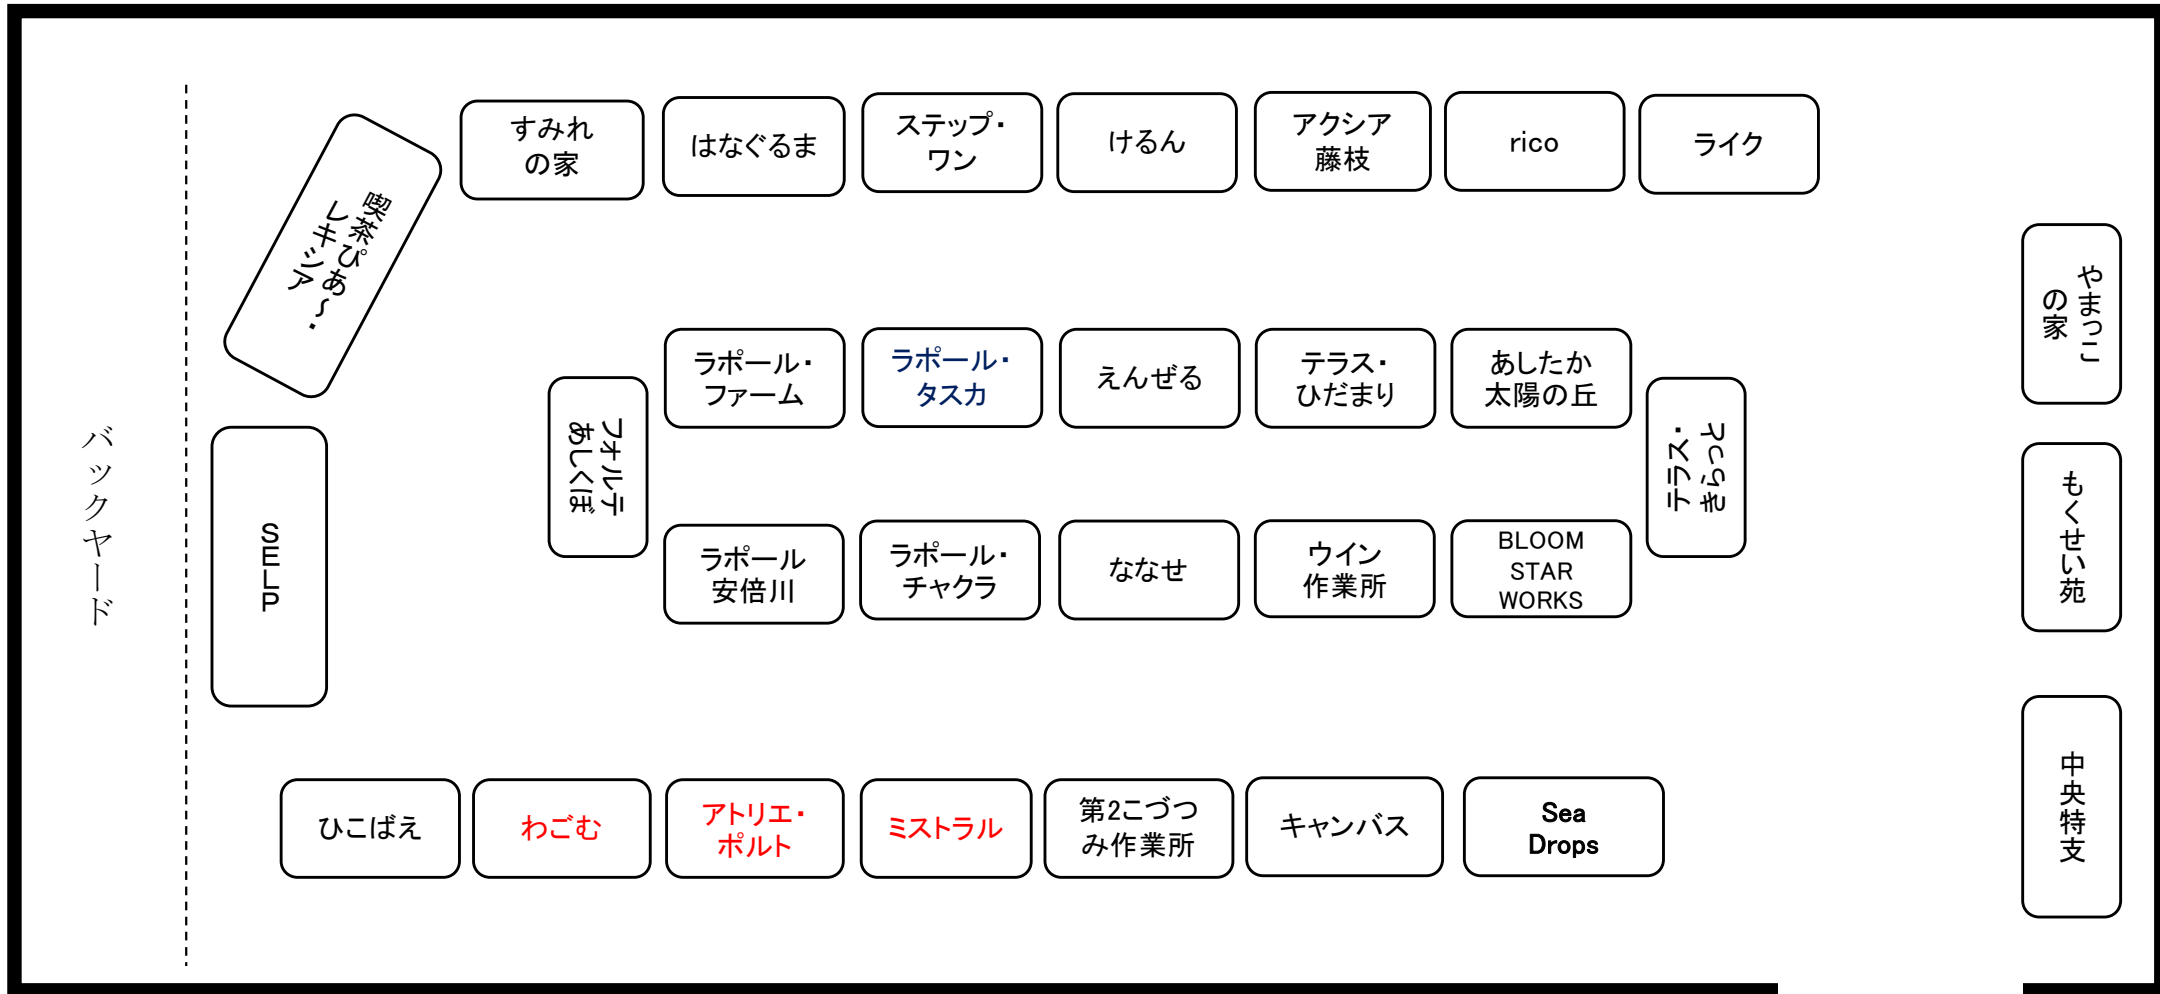 すみれ
の家
はなぐるま
ステップ・
ワン
けるん
アクシア
藤枝
rico
ライク
喫茶ぴあ～・
レキシア
やまっこ
の家
ラポール・
ファーム
ラポール・
タスカ
えんぜる
テラス・
ひだまり
あしたか
太陽の丘
フォルテ
あしくぼ
テラス・
とっらき
バックヤード
SELP
もくせい苑
ラポール
安倍川
ラポール・
チャクラ
ななせ
ウイン
作業所
BLOOM
STAR
WORKS
中央特支
ひこばえ
わごむ
アトリエ・
ポルト
ミストラル
第2こづつ
み作業所
キャンバス
Sea
Drops